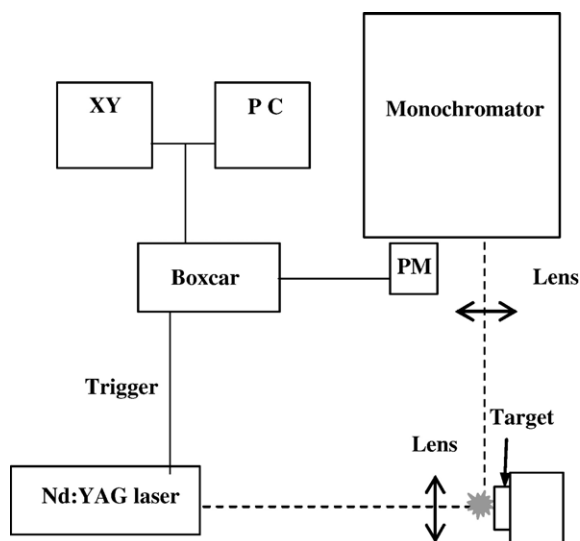 XY
P C
Monochromator
Boxcar
PM
Lens
Trigger
Target
Lens
Nd:YAG laser